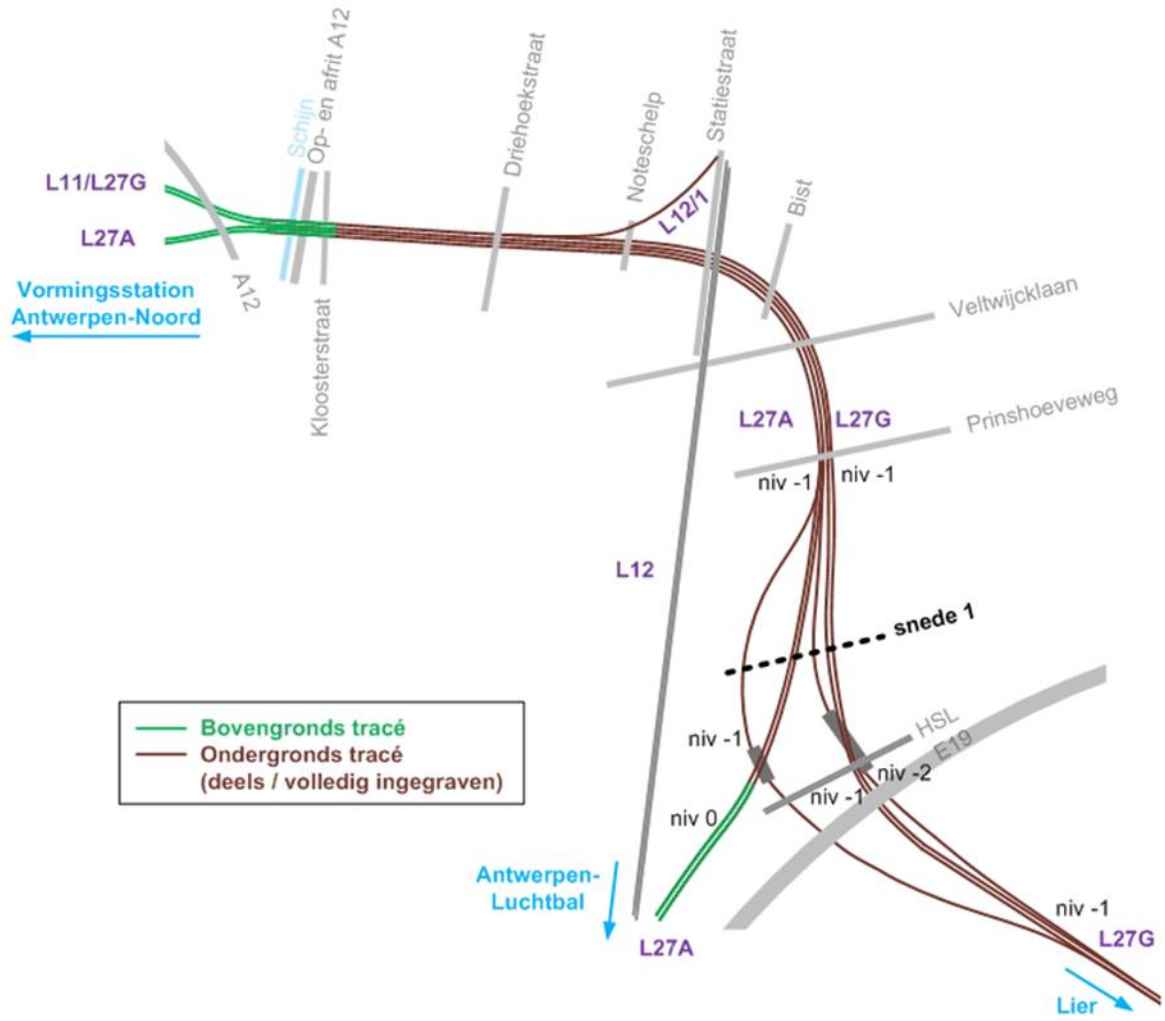 Op- en afrit A12
Schijn
Statiestraat
Driehoekstraat
Noteschelp
L11/L27G
L12/1
Bist
L27A
A12
Vormingsstation
Antwerpen-Noord
Kloosterstraat
Veltwijcklaan
Prinshoeveweg
L27A
L27G
niv -1
niv -1
L12
snede 1
Bovengronds tracé
Ondergronds tracé
(deels / volledig ingegraven)
niv -1
HSL
E19
niv -2
niv -1
niv 0
Antwerpen-
Luchtbal
L27A
niv -1
L27G
Lier